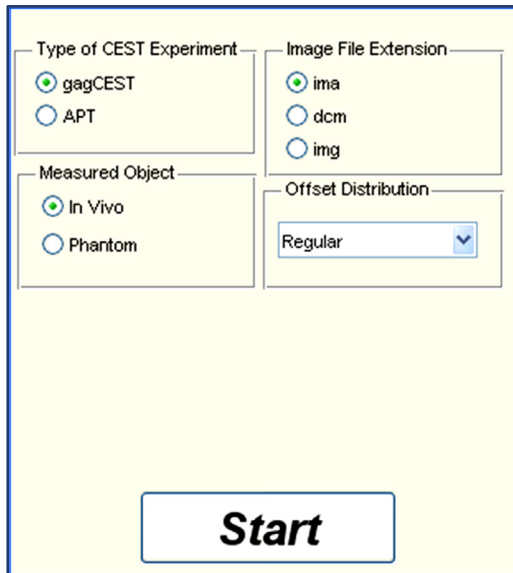 Type of CEST Experiment
gagCEST
APT
Image File Extension
ima
dcm
img
Measured Object
In Vivo
Phantom
Offset Distribution
Regular
Start